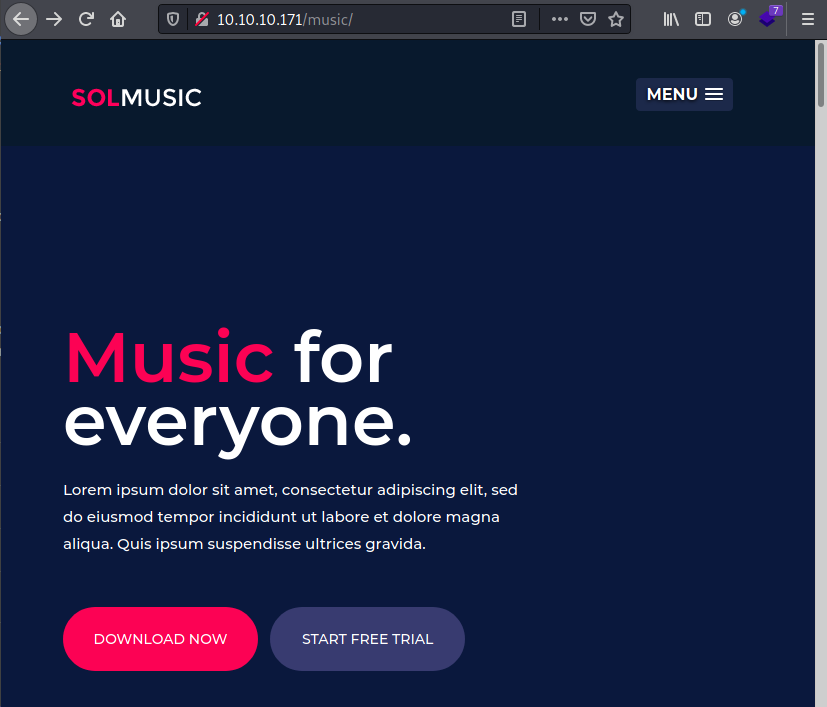 10.10.10.171/music/
7
SOLMUSIC
MENU
Music for
everyone.
Lorem ipsum dolor sit amet, consectetur adipiscing elit, sed
do eiusmod tempor incididunt ut labore et dolore magna
aliqua. Quis ipsum suspendisse ultrices gravida.
DOWNLOAD NOW
START FREE TRIAL